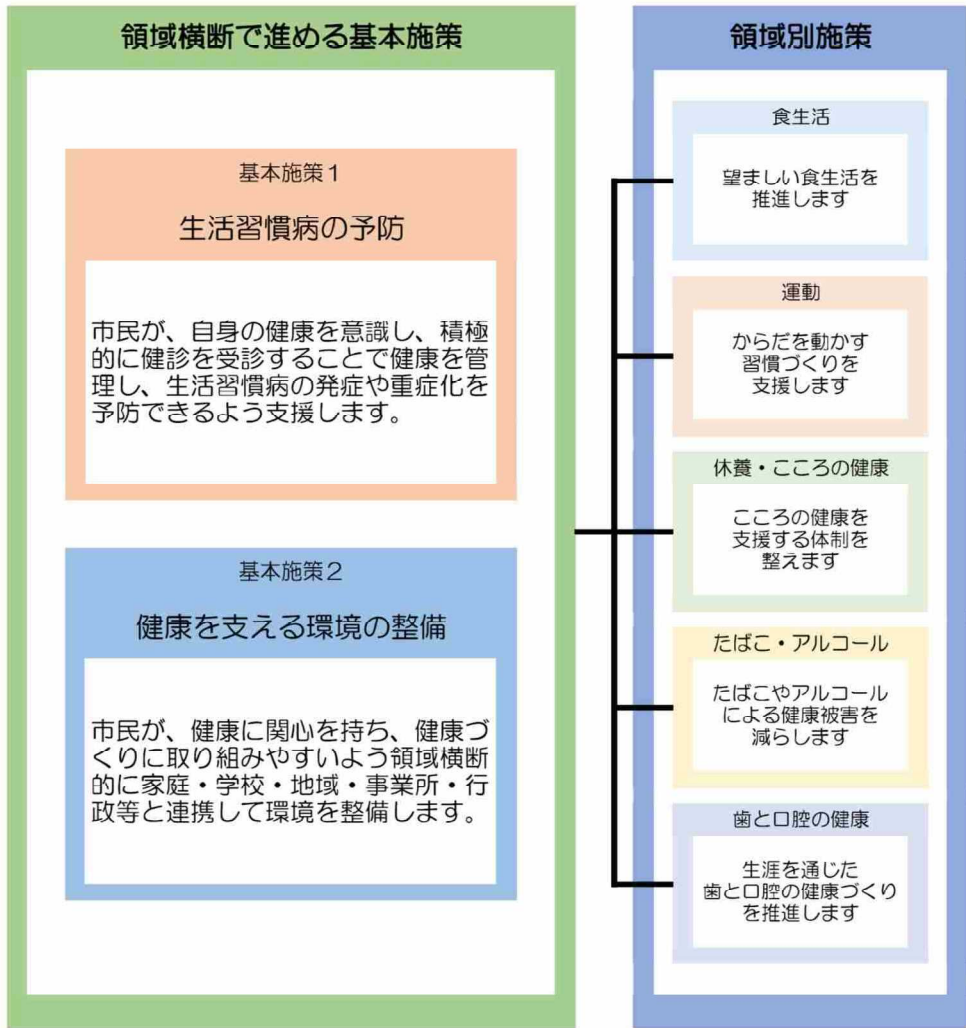 領域横断で進める基本施策
基本施策1
生活習慣病の予防
市民が、自身の健康を意識し、積極
的に健診を受診することで健康を管
理し、生活習慣病の発症や重症化を
予防できるよう支援します。
基本施策2
健康を支える環境の整備
市民が、健康に関心を持ち、健康づ
くりに取り組みやすいよう領域横断
的に家庭・学校・地域・事業所・行
政等と連携して環境を整備します。
領域別施策
食生活
望ましい食生活を
推進します
運動
からだを動かす
習慣づくりを
支援します
休養・こころの健康
こころの健康を
支援する体制を
整えます
たばこ・アルコール
たばこやアルコール
による健康被害を
減らします
歯と口腔の健康
生涯を通じた
歯と口腔の健康づくり
を推進します